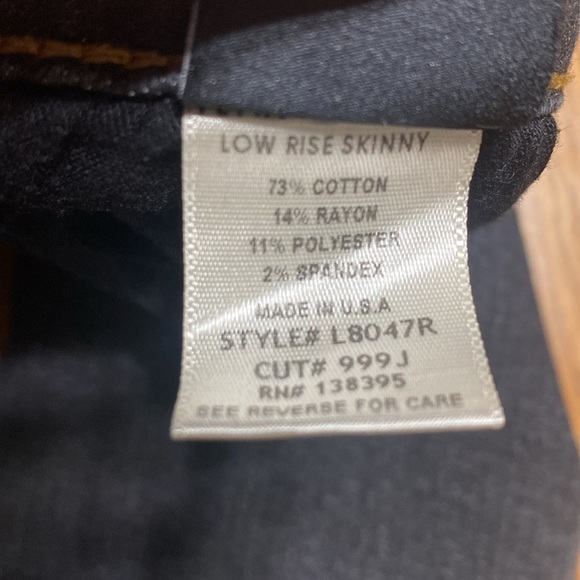 LOW RISE SKINNY
73% COTTON
14% RAYON
11% POLYESTER
2% SPANDEX
MADE IN U.S.A
STYLE# L8047R
CUT# 999J
RN# 138395
SEE REVERSE FOR CARE